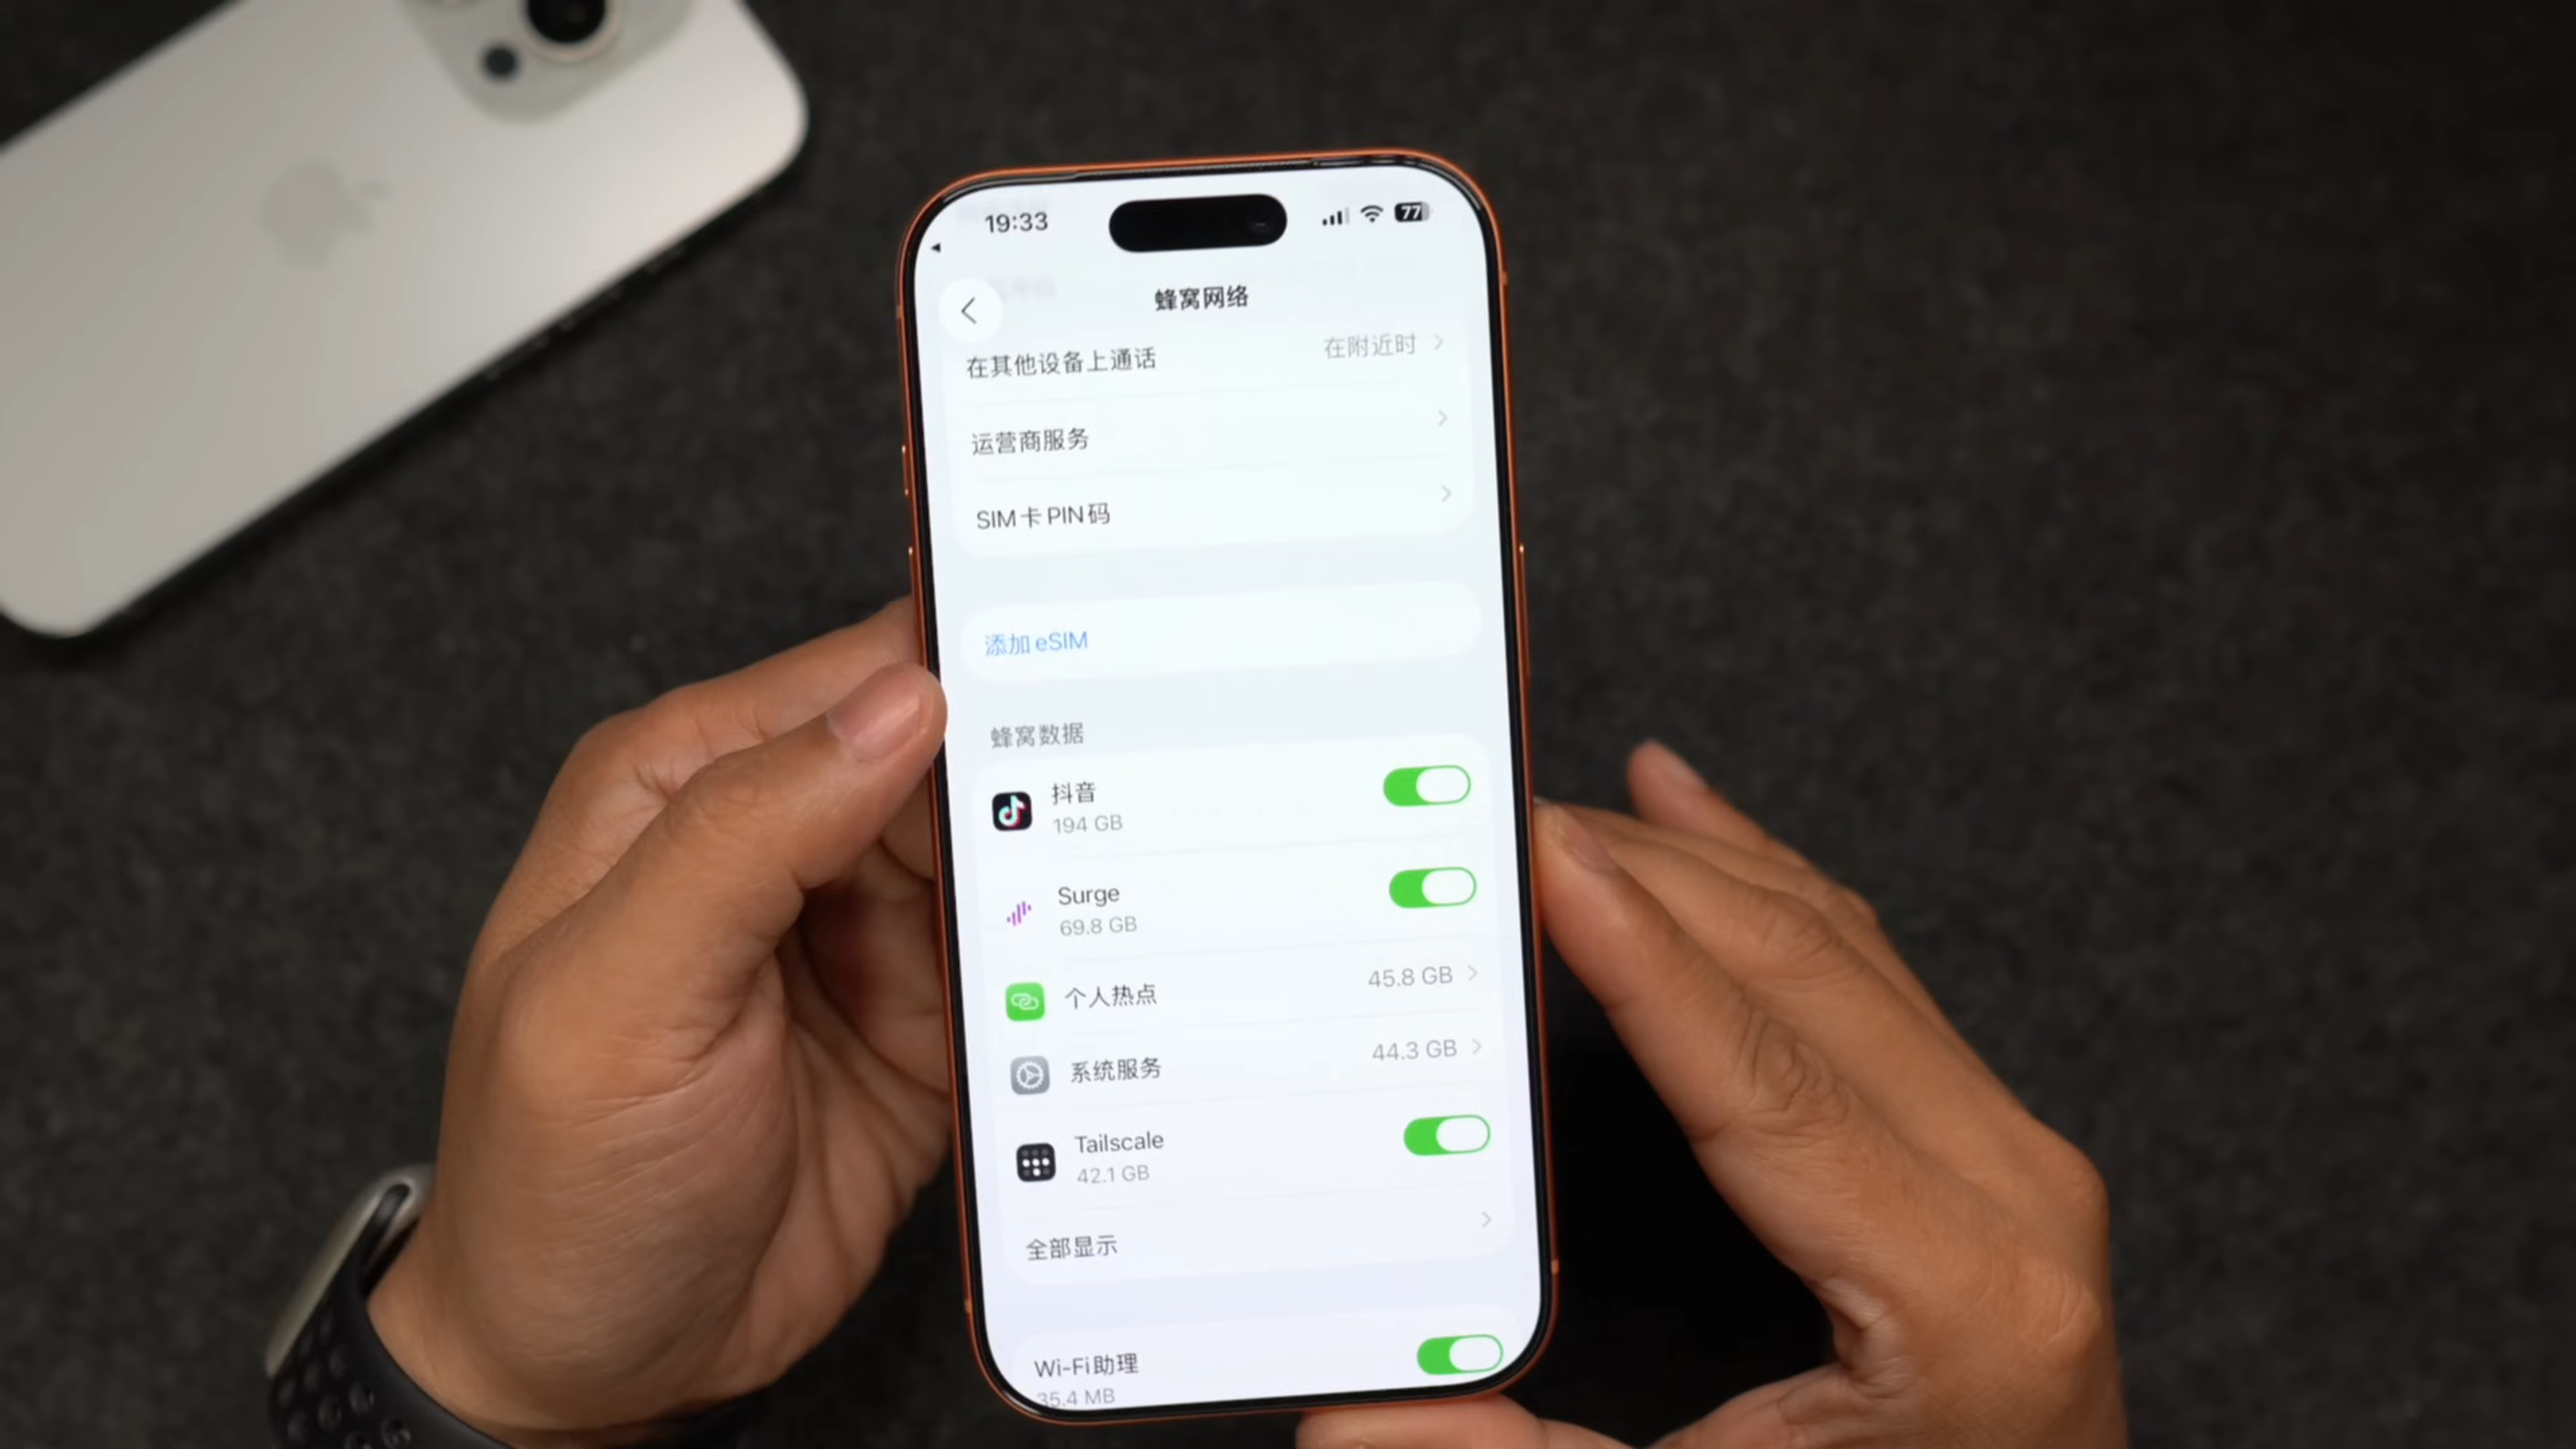 19:33
77
蜂窝网络
在其他设备上通话 在附近时
运营商服务
SIM卡PIN码
添加 eSIM
蜂窝数据
抖音
194 GB
Surge
69.8 GB
个人热点 45.8 GB
系统服务 44.3 GB
Tailscale
42.1 GB
全部显示
Wi-Fi助理
35.4 MB